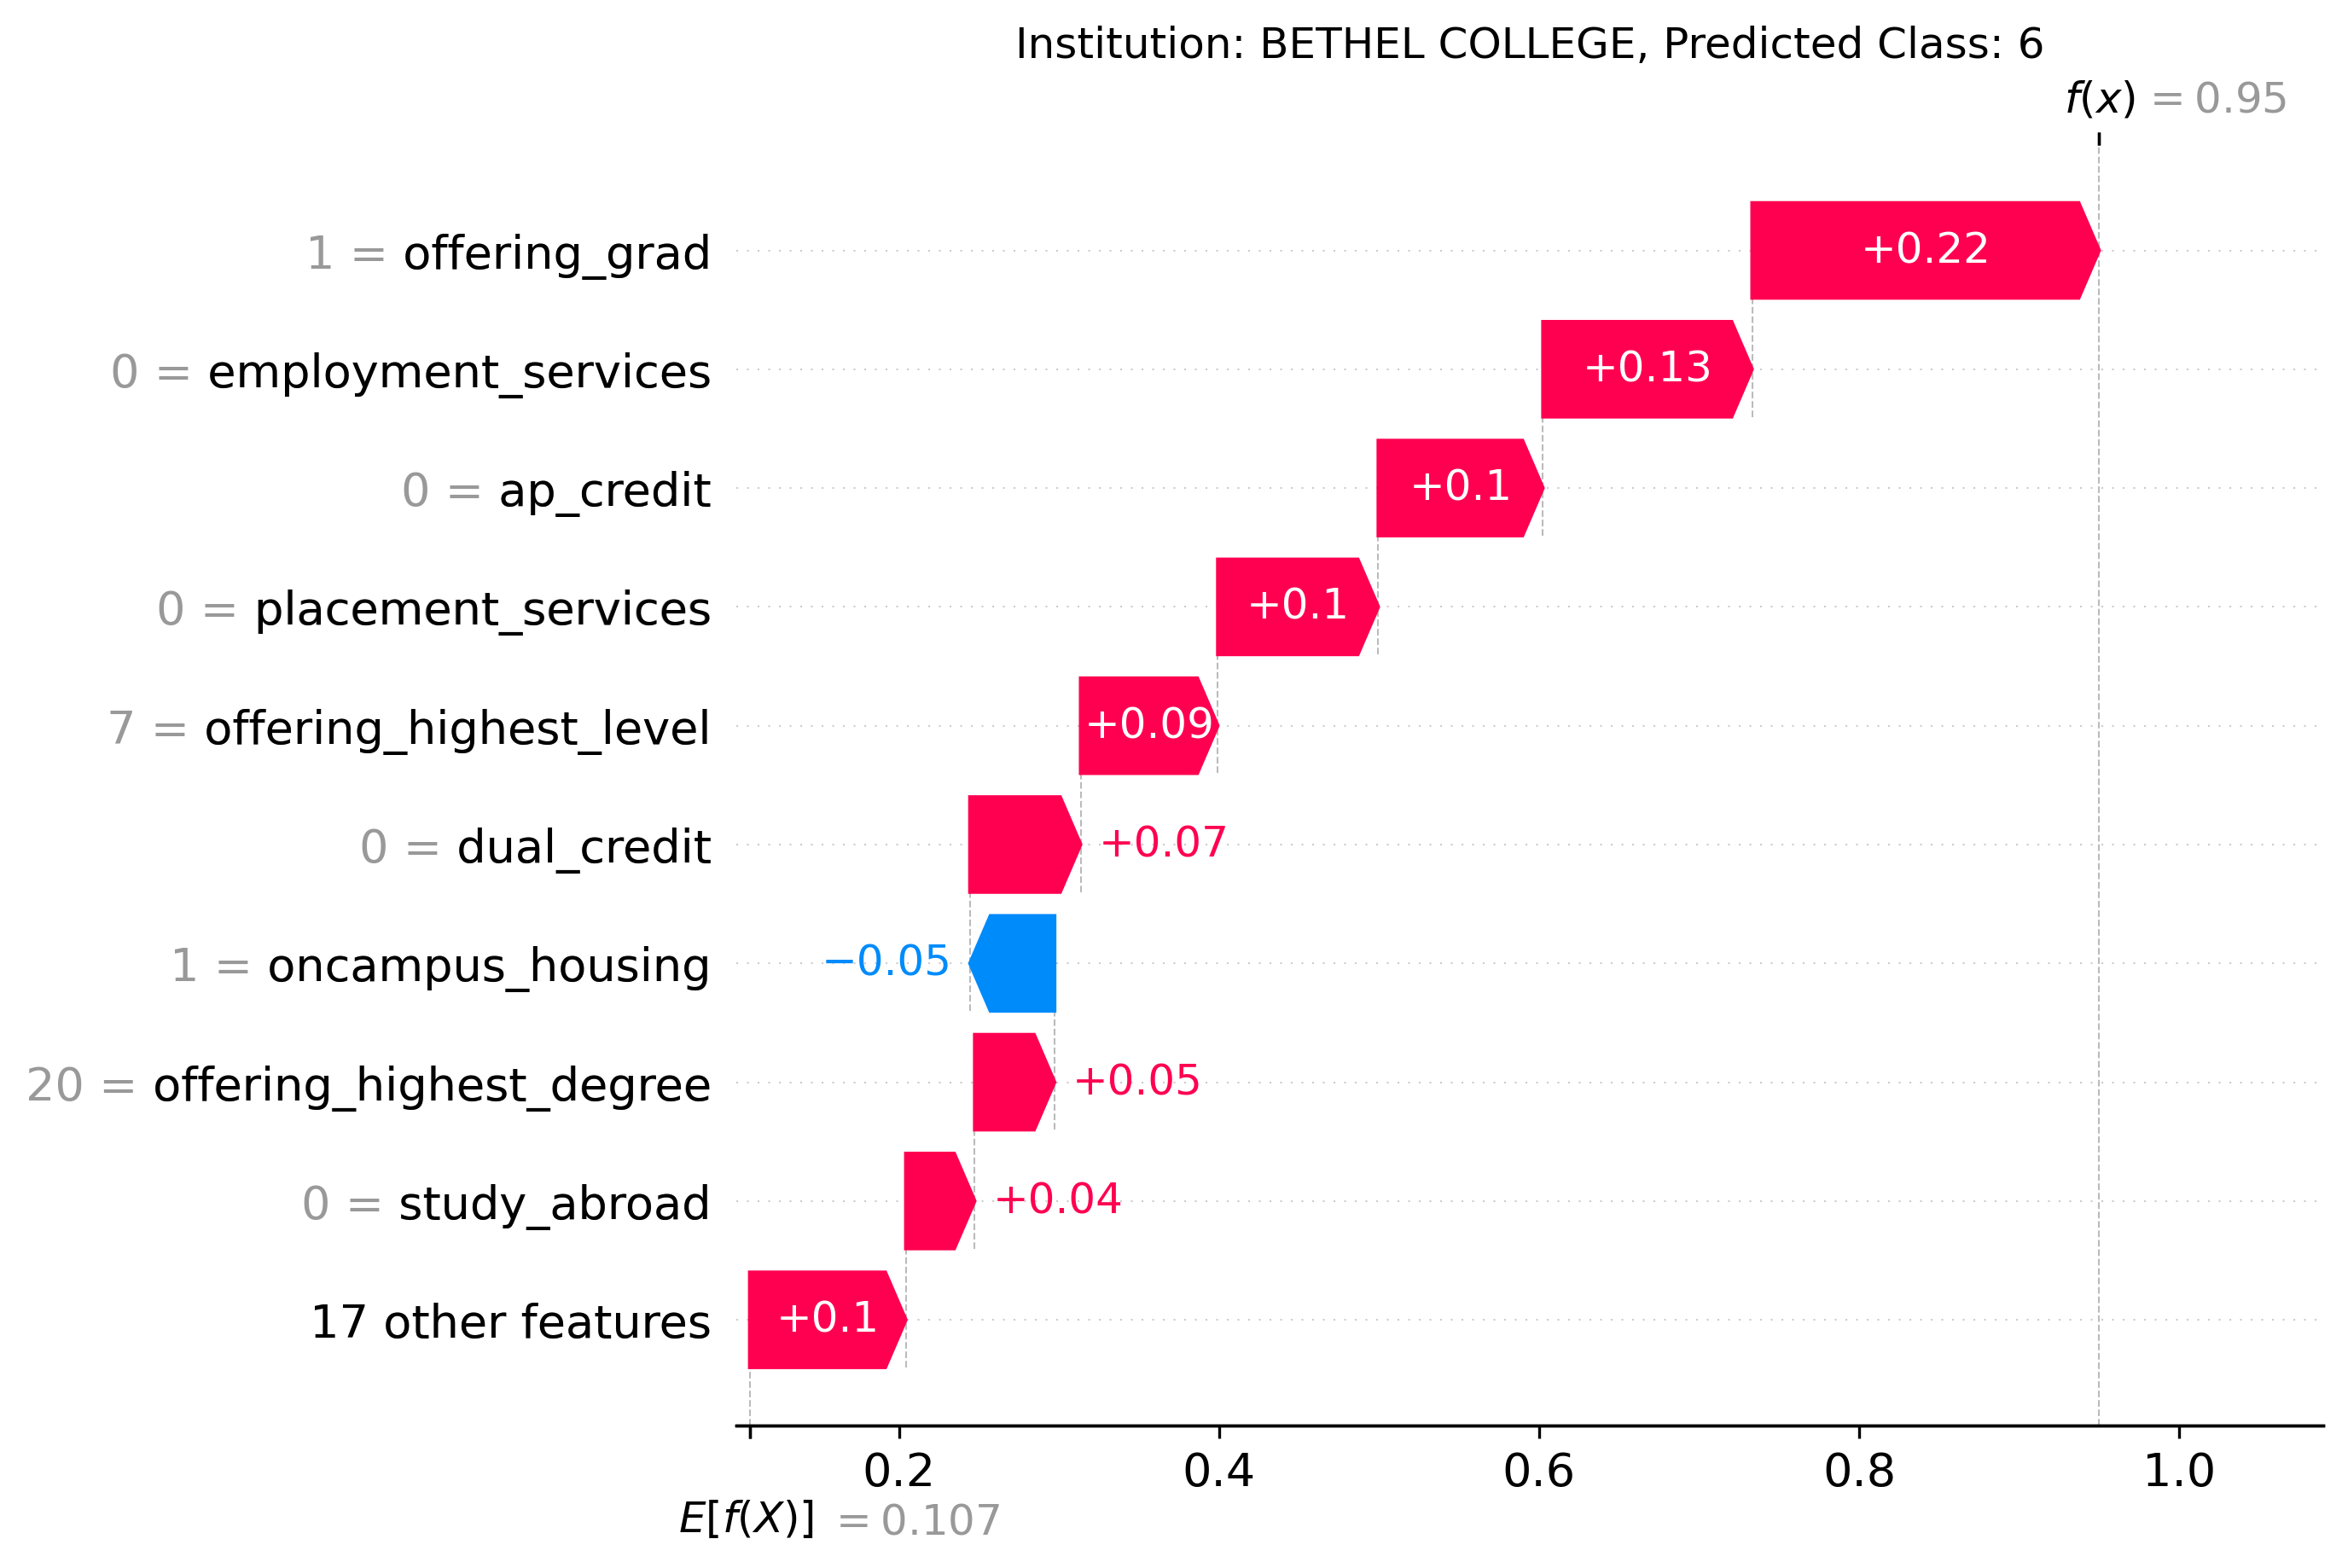 Institution: BETHEL COLLEGE, Predicted Class: 6
f(x) = 0.95
1 = offering_grad +0.22
0 = employment_services +0.13
0 = ap_credit +0.1
0 = placement_services +0.1
7 = offering_highest_level +0.09
0 = dual_credit +0.07
1 = oncampus_housing −0.05
20 = offering_highest_degree +0.05
0 = study_abroad +0.04
17 other features +0.1
0.2 0.4 0.6 0.8 1.0
E[f(X)] = 0.107